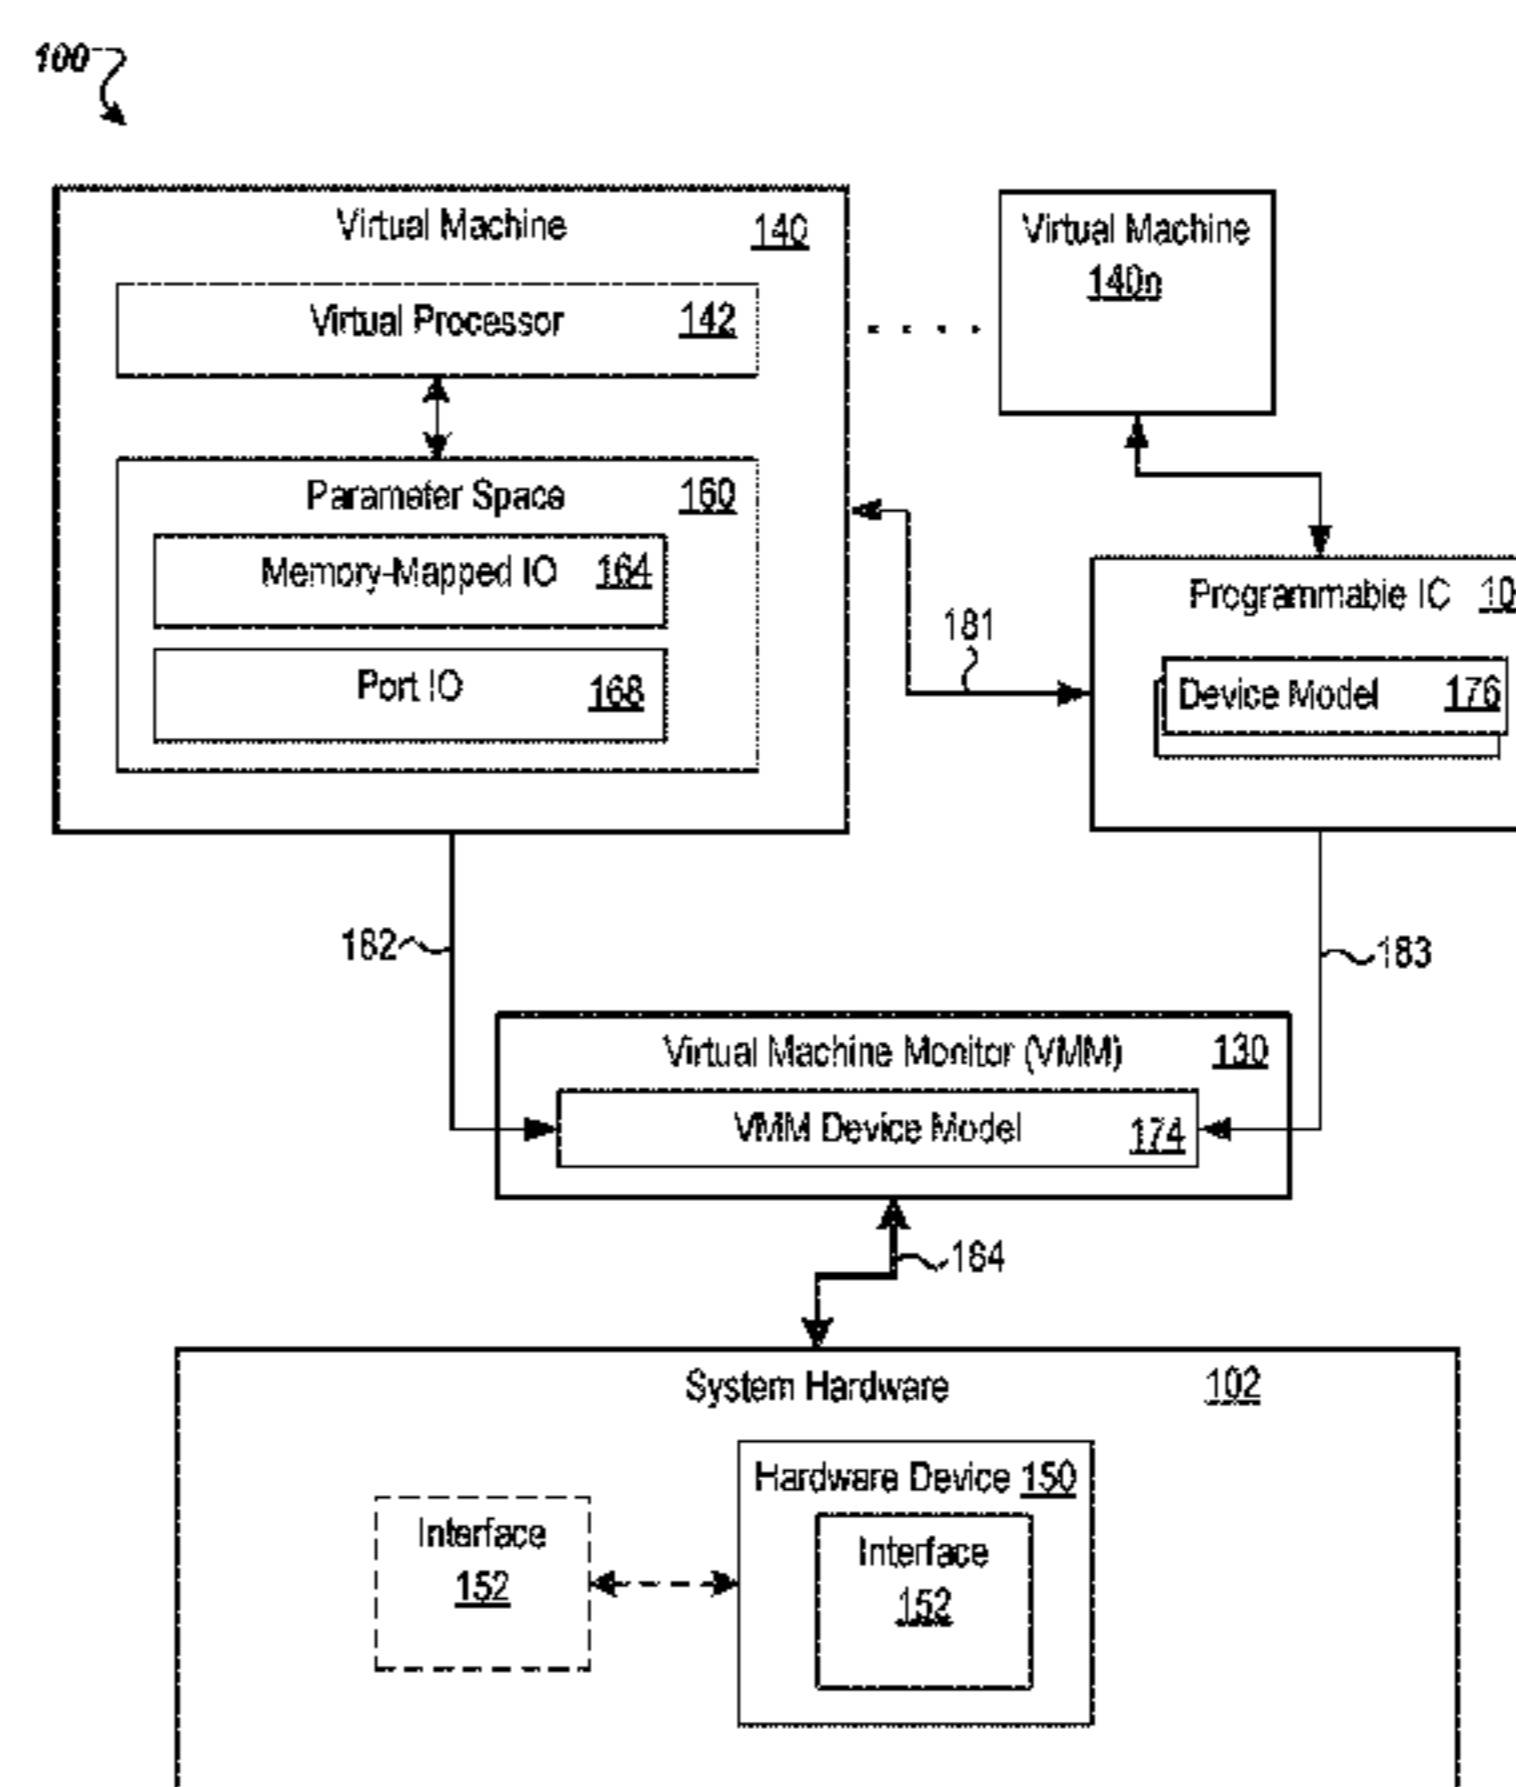 100
Virtual Machine 140
Virtual Processor 142
Parameter Space 160
Memory-Mapped IO 164
Port IO 168
Virtual Machine
140n
181
Programmable IC
Device Model 176
182
183
Virtual Machine Monitor (VMM) 130
VMM Device Model 174
184
System Hardware 102
Hardware Device 150
Interface
152
Interface
152